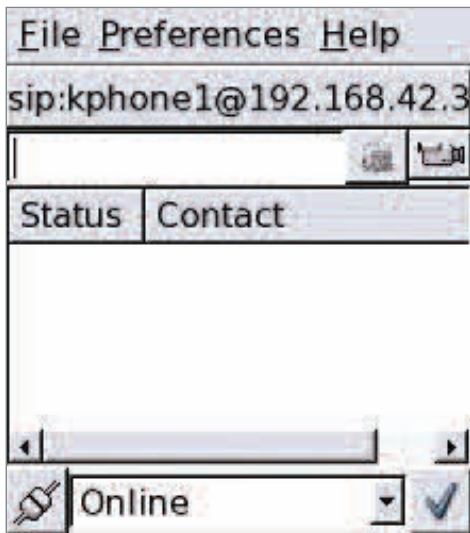 File Preferences Help
sip:kphone1@192.168.42.3
Status Contact
Online